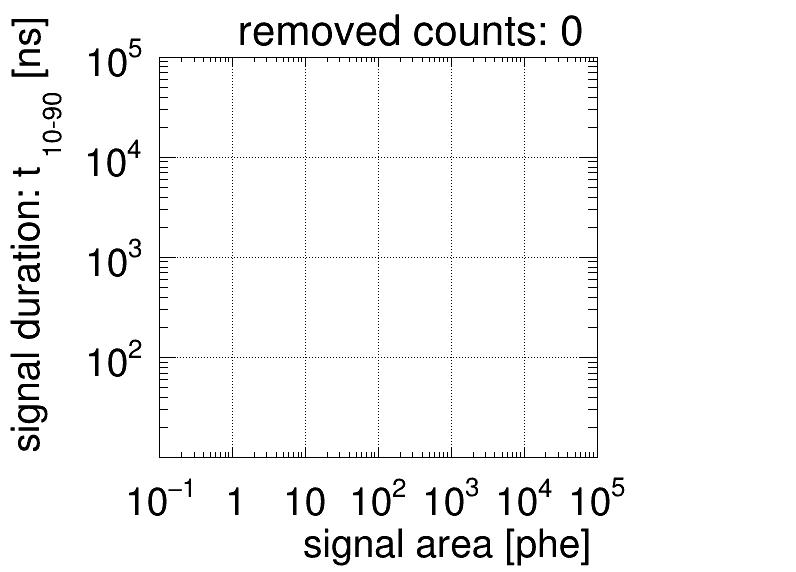 removed counts: 0
signal duration: t 10-90 [ns]
10^5
10^4
10^3
10^2
10^−1 1 10 10^2 10^3 10^4 10^5
signal area [phe]